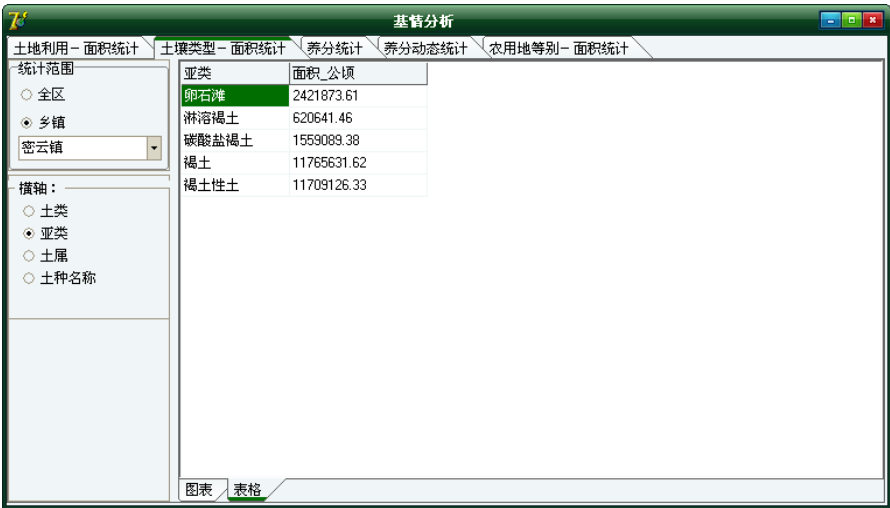 基情分析
土地利用－面积统计 土壤类型－面积统计 养分统计 养分动态统计 农用地等别－面积统计
统计范围
全区
乡镇
密云镇
横轴：
土类
亚类
土属
土种名称
亚类 面积_公顷
卵石滩 2421873.61
淋溶褐土 620641.46
碳酸盐褐土 1559089.38
褐土 11765631.62
褐土性土 11709126.33
图表 表格